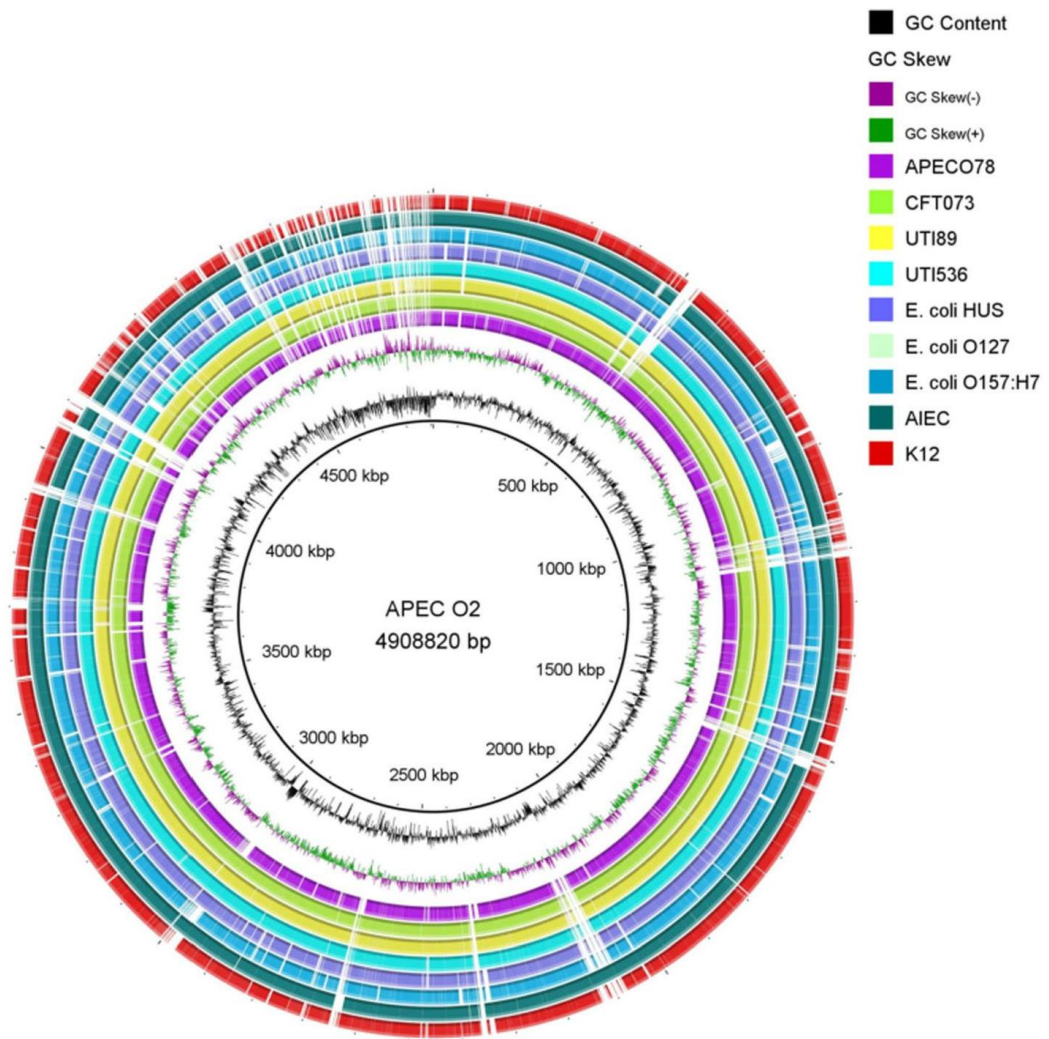 GC Content
GC Skew
GC Skew(-)
GC Skew(+)
APECO78
CFT073
UTI89
UTI536
E. coli HUS
E. coli O127
E. coli O157:H7
AIEC
K12
4500 kbp
500 kbp
4000 kbp
1000 kbp
APEC O2
4908820 bp
3500 kbp
1500 kbp
3000 kbp
2000 kbp
2500 kbp